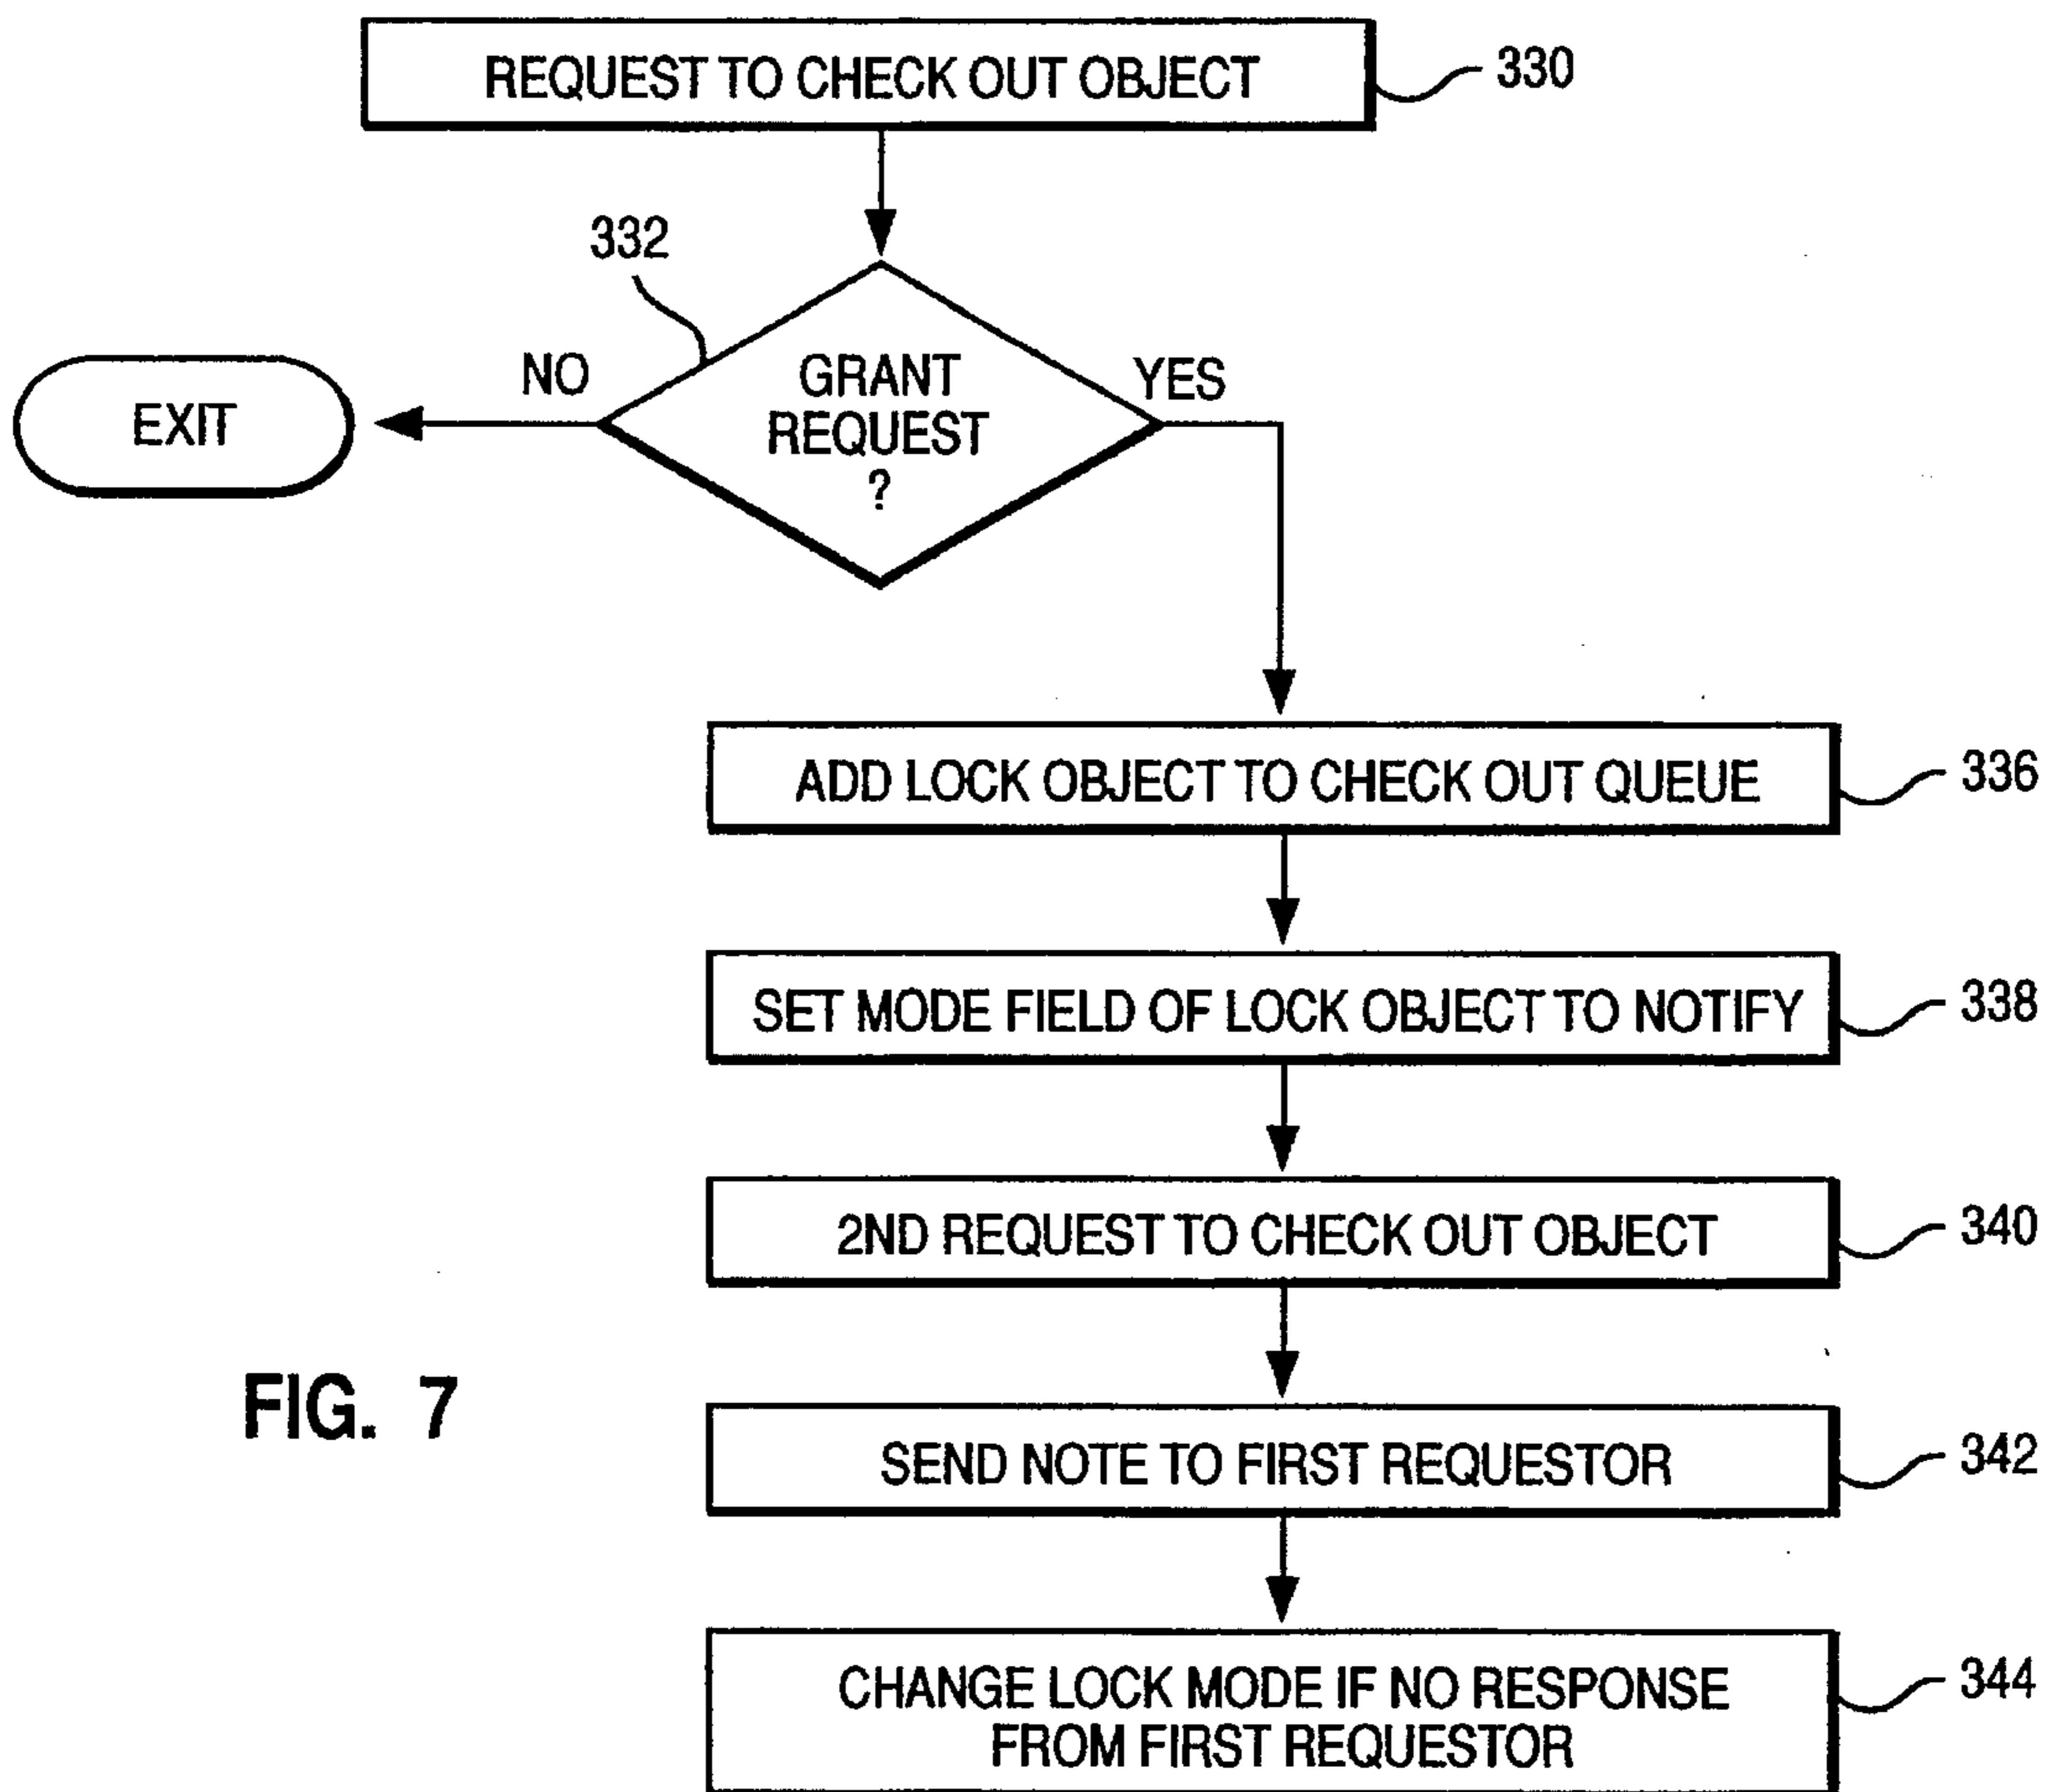 REQUEST TO CHECK OUT OBJECT
330
332
NO
GRANT
REQUEST
?
YES
EXIT
ADD LOCK OBJECT TO CHECK OUT QUEUE
336
SET MODE FIELD OF LOCK OBJECT TO NOTIFY
338
2ND REQUEST TO CHECK OUT OBJECT
340
FIG. 7
SEND NOTE TO FIRST REQUESTOR
342
CHANGE LOCK MODE IF NO RESPONSE
FROM FIRST REQUESTOR
344